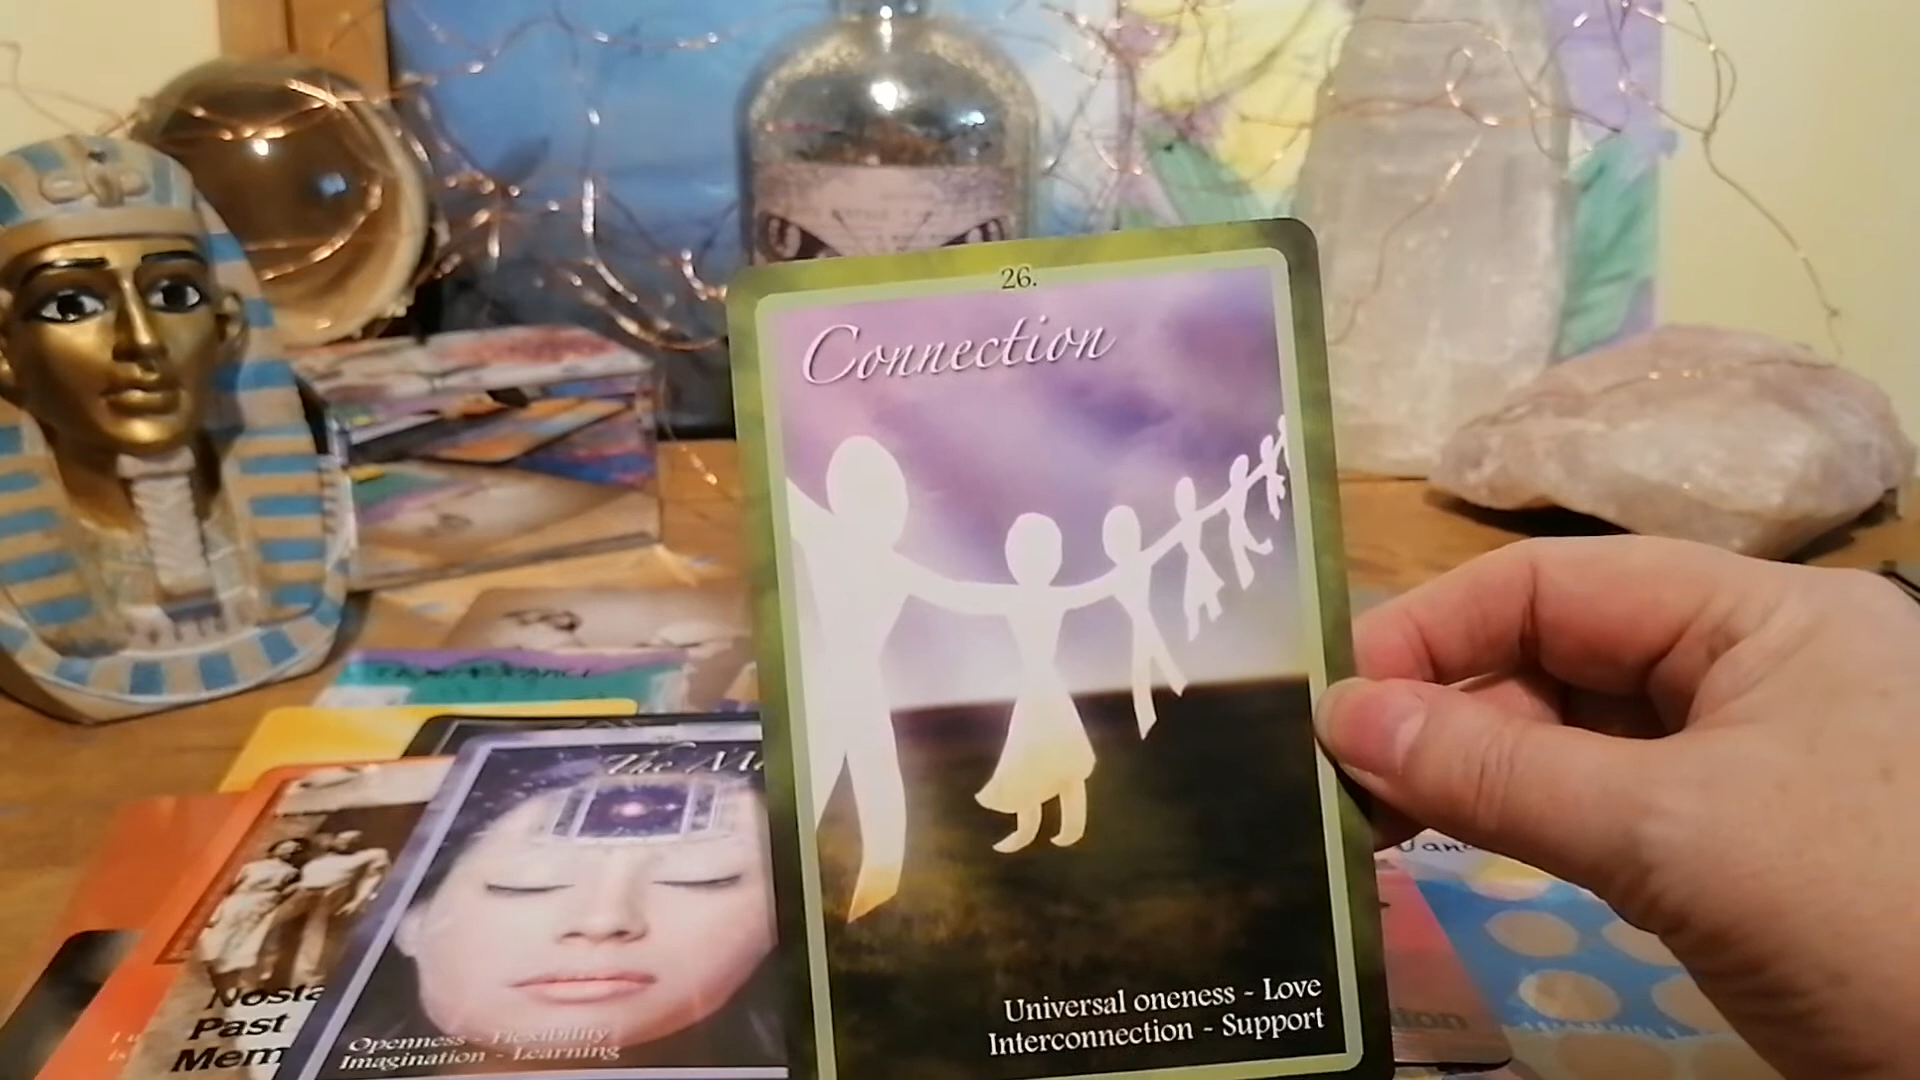 26.
Connection
Universal oneness - Love
Interconnection - Support
The M
Openness - Flexibility
Imagination - Learning
Nosta
Past
Mem